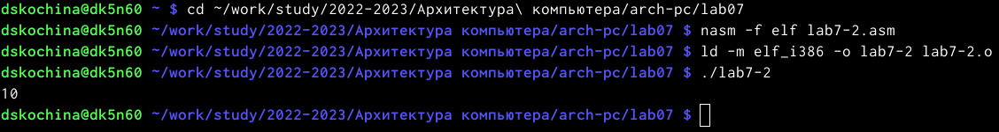 dskochina@dk5n60 ~ $ cd ~/work/study/2022-2023/Архитектура\ компьютера/arch-pc/lab07
dskochina@dk5n60 ~/work/study/2022-2023/Архитектура компьютера/arch-pc/lab07 $ nasm -f elf lab7-2.asm
dskochina@dk5n60 ~/work/study/2022-2023/Архитектура компьютера/arch-pc/lab07 $ ld -m elf_i386 -o lab7-2 lab7-2.o
dskochina@dk5n60 ~/work/study/2022-2023/Архитектура компьютера/arch-pc/lab07 $ ./lab7-2
10
dskochina@dk5n60 ~/work/study/2022-2023/Архитектура компьютера/arch-pc/lab07 $